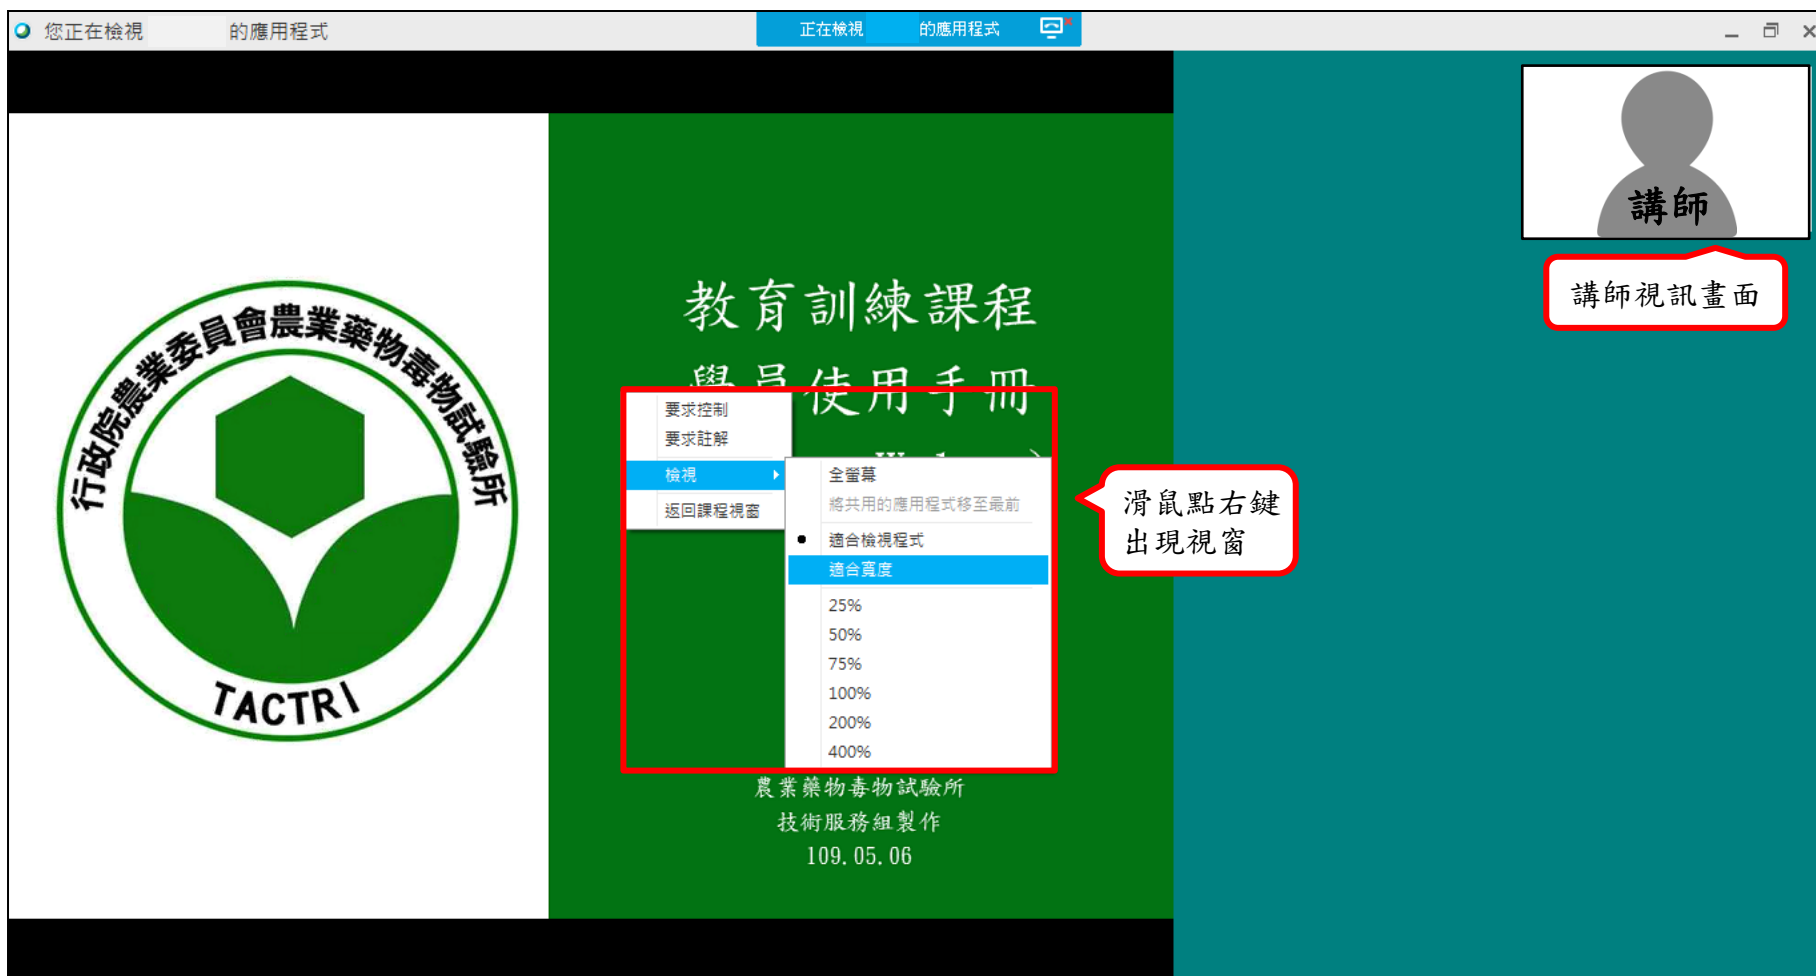 您正在檢視 的應用程式
正在檢視 的應用程式
講師
講師視訊畫面
行政院農業委員會農業藥物毒物試驗所
TACTRI
教育訓練課程
學員使用手冊
要求控制
要求註解
檢視
返回課程視窗
全螢幕
將共用的應用程式移至最前
適合檢視程式
適合寬度
25%
50%
75%
100%
200%
400%
滑鼠點右鍵
出現視窗
農業藥物毒物試驗所
技術服務組製作
109.05.06